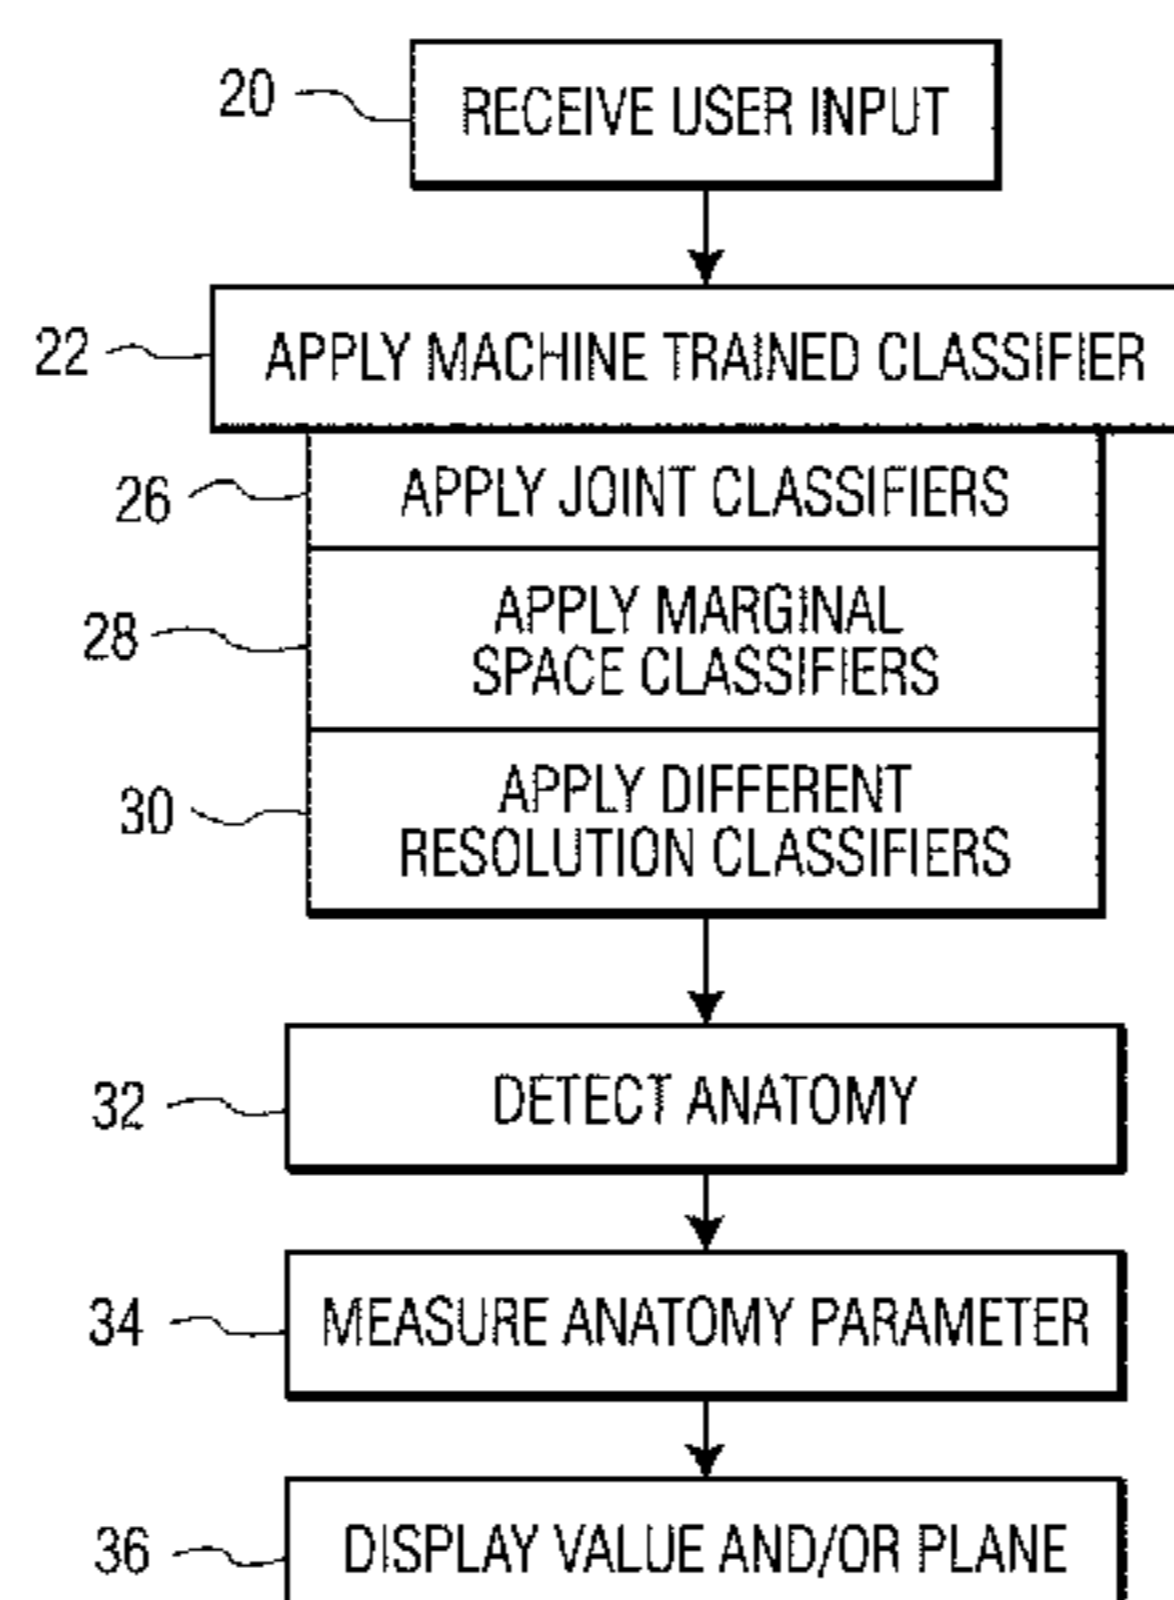 20 RECEIVE USER INPUT
22 APPLY MACHINE TRAINED CLASSIFIER
26 APPLY JOINT CLASSIFIERS
28 APPLY MARGINAL
SPACE CLASSIFIERS
30 APPLY DIFFERENT
RESOLUTION CLASSIFIERS
32 DETECT ANATOMY
34 MEASURE ANATOMY PARAMETER
36 DISPLAY VALUE AND/OR PLANE